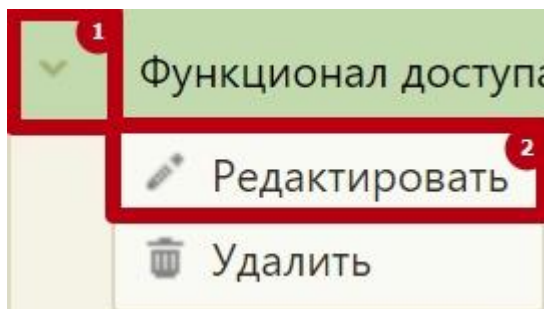 1
Функционал доступа
2
Редактировать
Удалить